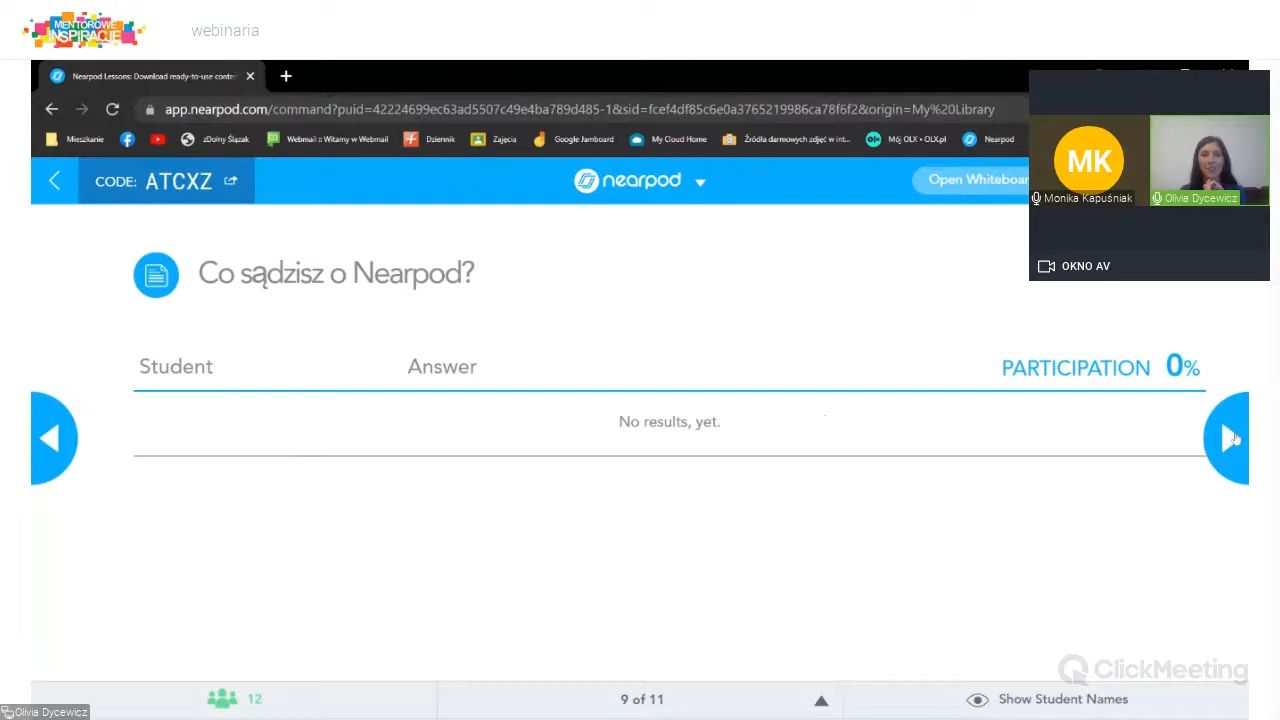 MENTOROWE
INSPIRACJE
webinaria
Nearpod Lessons: Download ready-to-use conten
app.nearpod.com/command?puid=42224699ec63ad5507c49e4ba789d485-1&sid=fcef4df85c6e0a3765219986ca78f6f2&origin=My%20Library
Mieszkanie
zDolny Ślązak
Webmail :: Witamy w Webmail
Dziennik
Zajęcia
Google Jamboard
My Cloud Home
Źródła darmowych zdjęć w int...
Mój OLX • OLX.pl
Nearpod
CODE: ATCXZ
nearpod
Open Whiteboar
MK
Monika Kapuśniak
Olivia Dycewicz
OKNO AV
Co sądzisz o Nearpod?
Student
Answer
PARTICIPATION 0%
No results, yet.
ClickMeeting
12
9 of 11
Show Student Names
Olivia Dycewicz